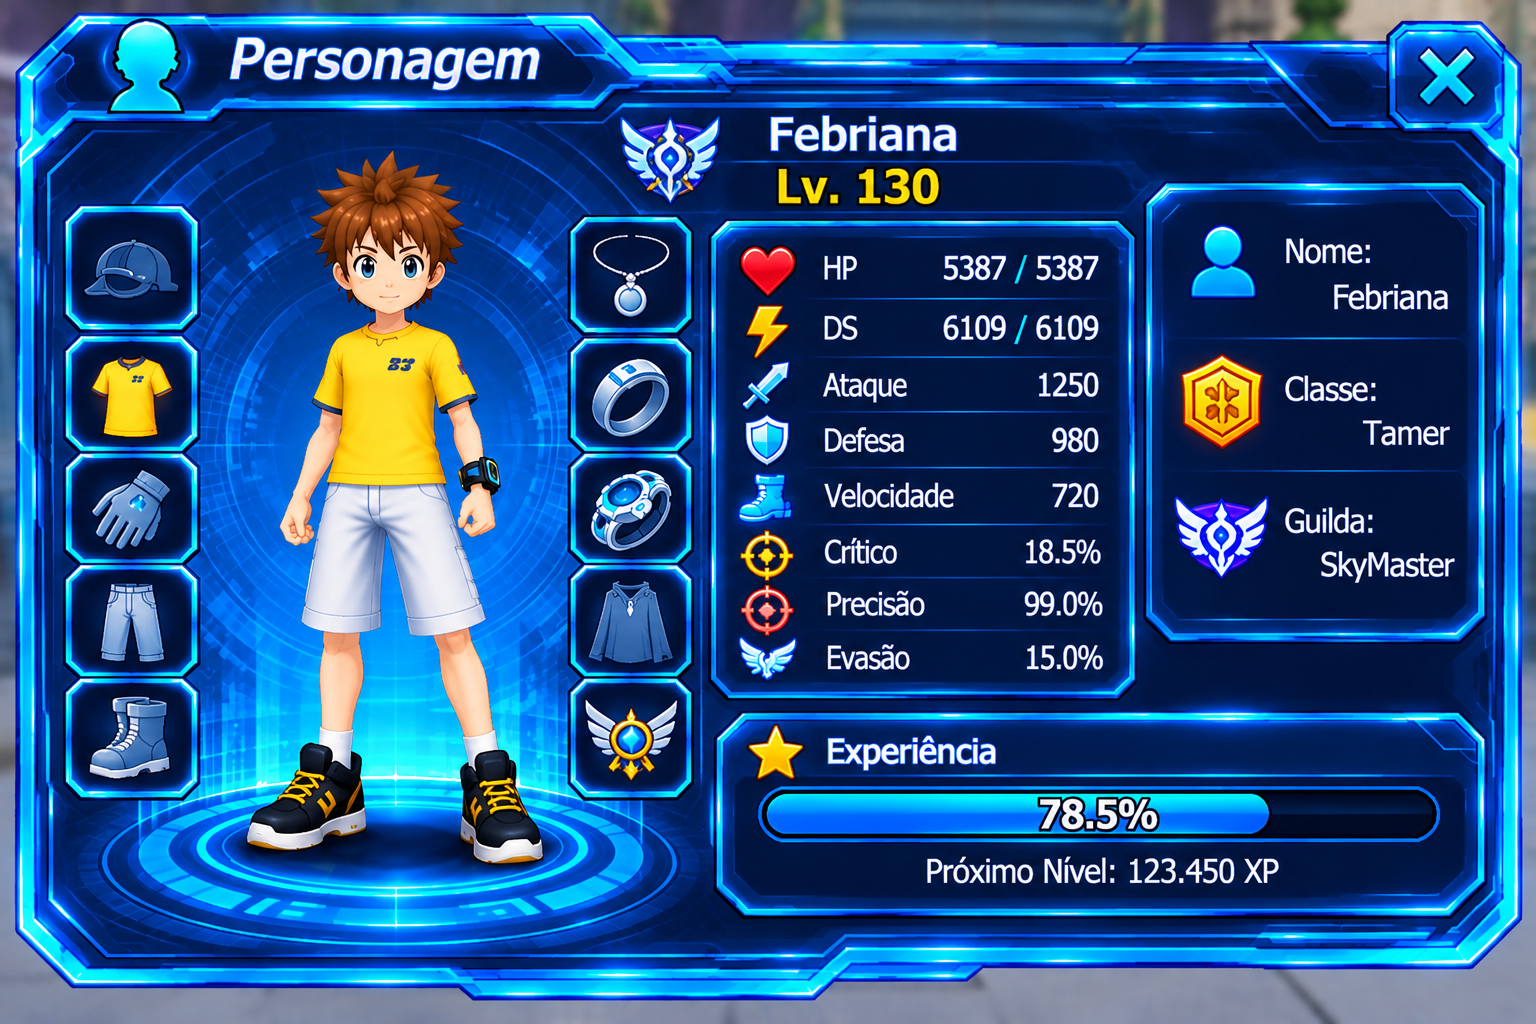 Personagem
Febriana
Lv. 130
HP 5387 / 5387
DS 6109 / 6109
Ataque 1250
Defesa 980
Velocidade 720
Crítico 18.5%
Precisão 99.0%
Evasão 15.0%
Nome:
Febriana
Classe:
Tamer
Guilda:
SkyMaster
Experiência
78.5%
Próximo Nível: 123.450 XP
23